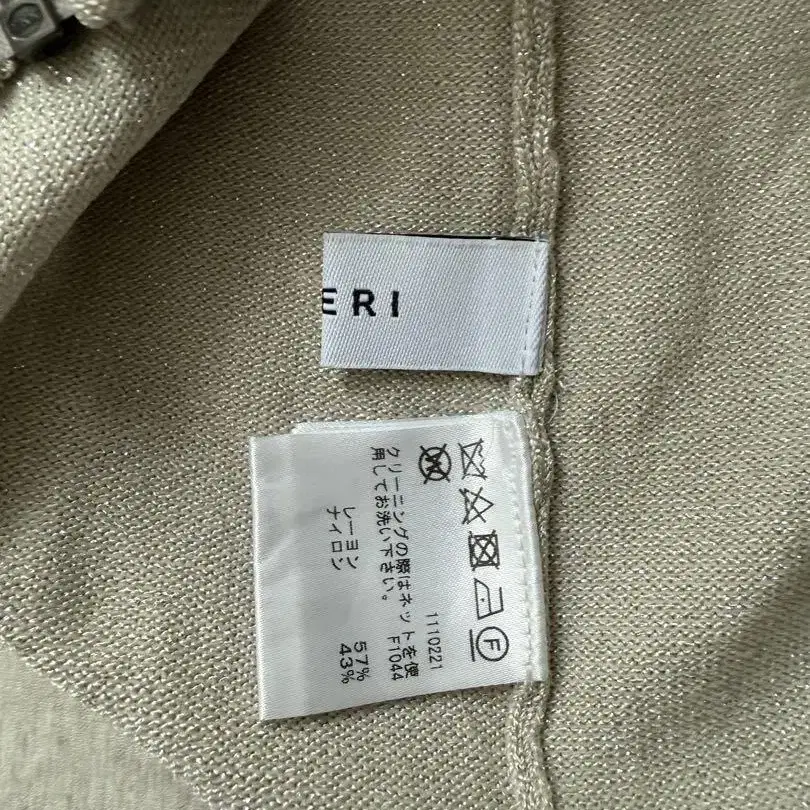 ERI
F
W
1110221
F1044
クリーニングの際はネットを使
用してお洗い下さい。
レーヨン 57%
ナイロン 43%